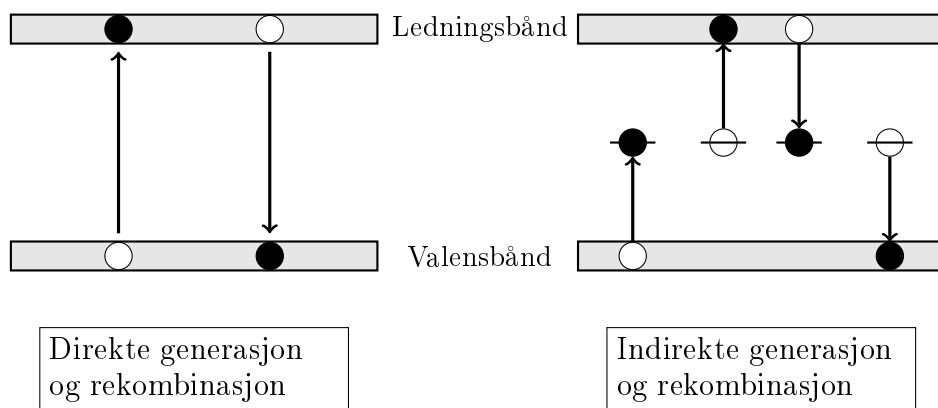 Ledningsbånd
Valensbånd
Direkte generasjon
og rekombinasjon
Indirekte generasjon
og rekombinasjon